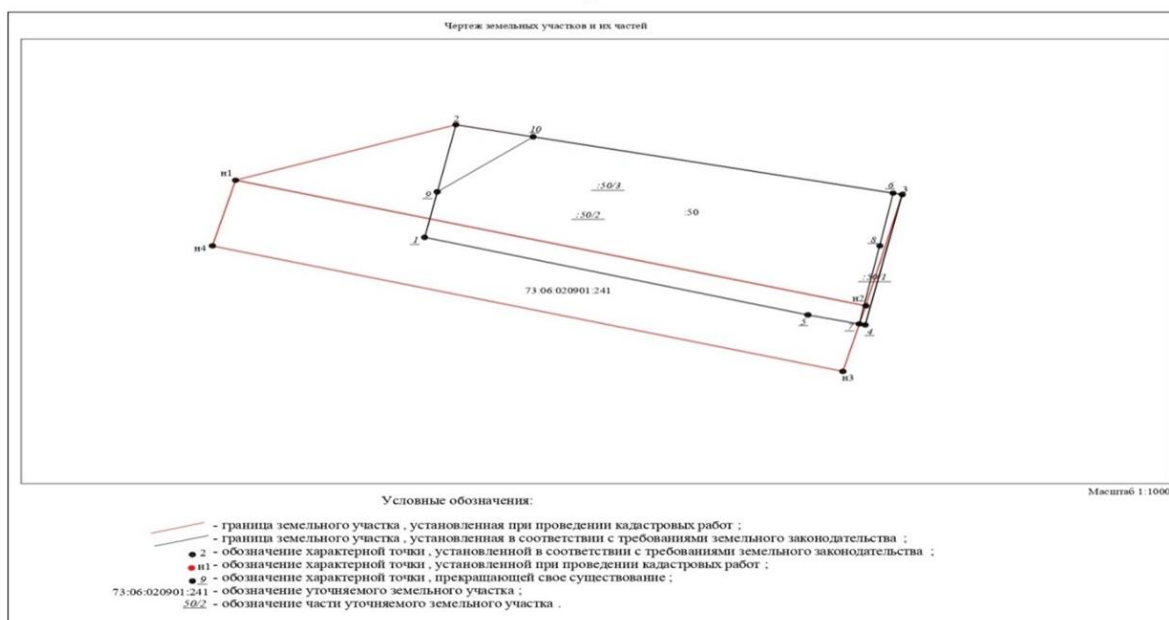 Чертеж земельных участков и их частей
2
10
н1
:50/3
6
3
9
:50/2
:50
1
8
н4
:50/1
73:06:020901:241
н2
5
7
4
н3
Масштаб 1:1000
Условные обозначения:
- граница земельного участка , установленная при проведении кадастровых работ ;
- граница земельного участка , установленная в соответствии с требованиями земельного законодательства ;
2 - обозначение характерной точки , установленной в соответствии с требованиями земельного законодательства ;
н1 - обозначение характерной точки , установленной при проведении кадастровых работ ;
9 - обозначение характерной точки , прекращающей свое существование ;
73:06:020901:241 - обозначение уточняемого земельного участка ;
50/2 - обозначение части уточняемого земельного участка .